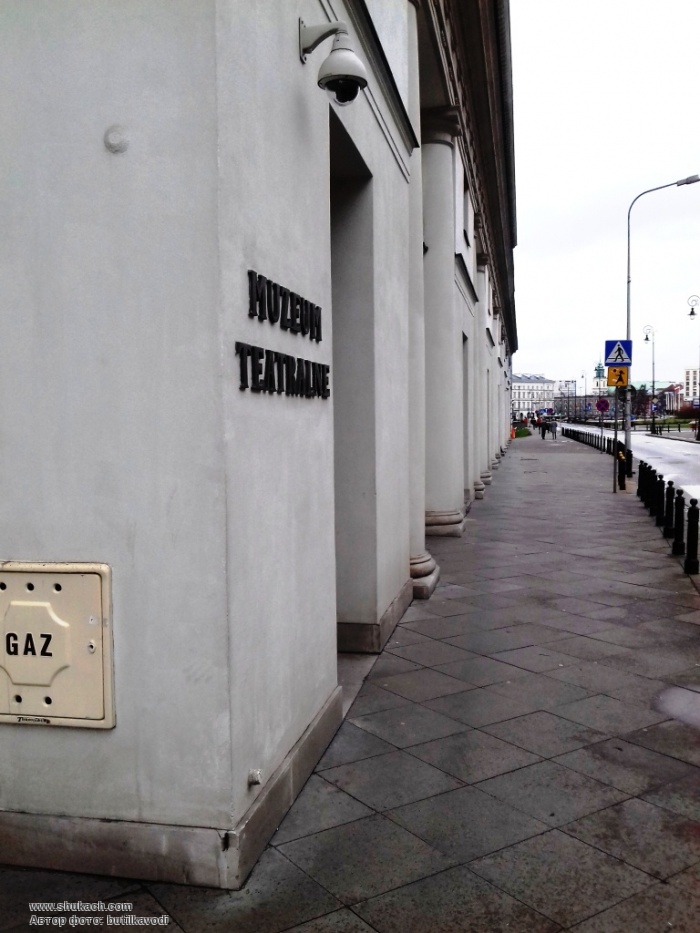 MUZEUM
TEATRALNE
GAZ
www.shukach.com
Автор фото: butilkavodi